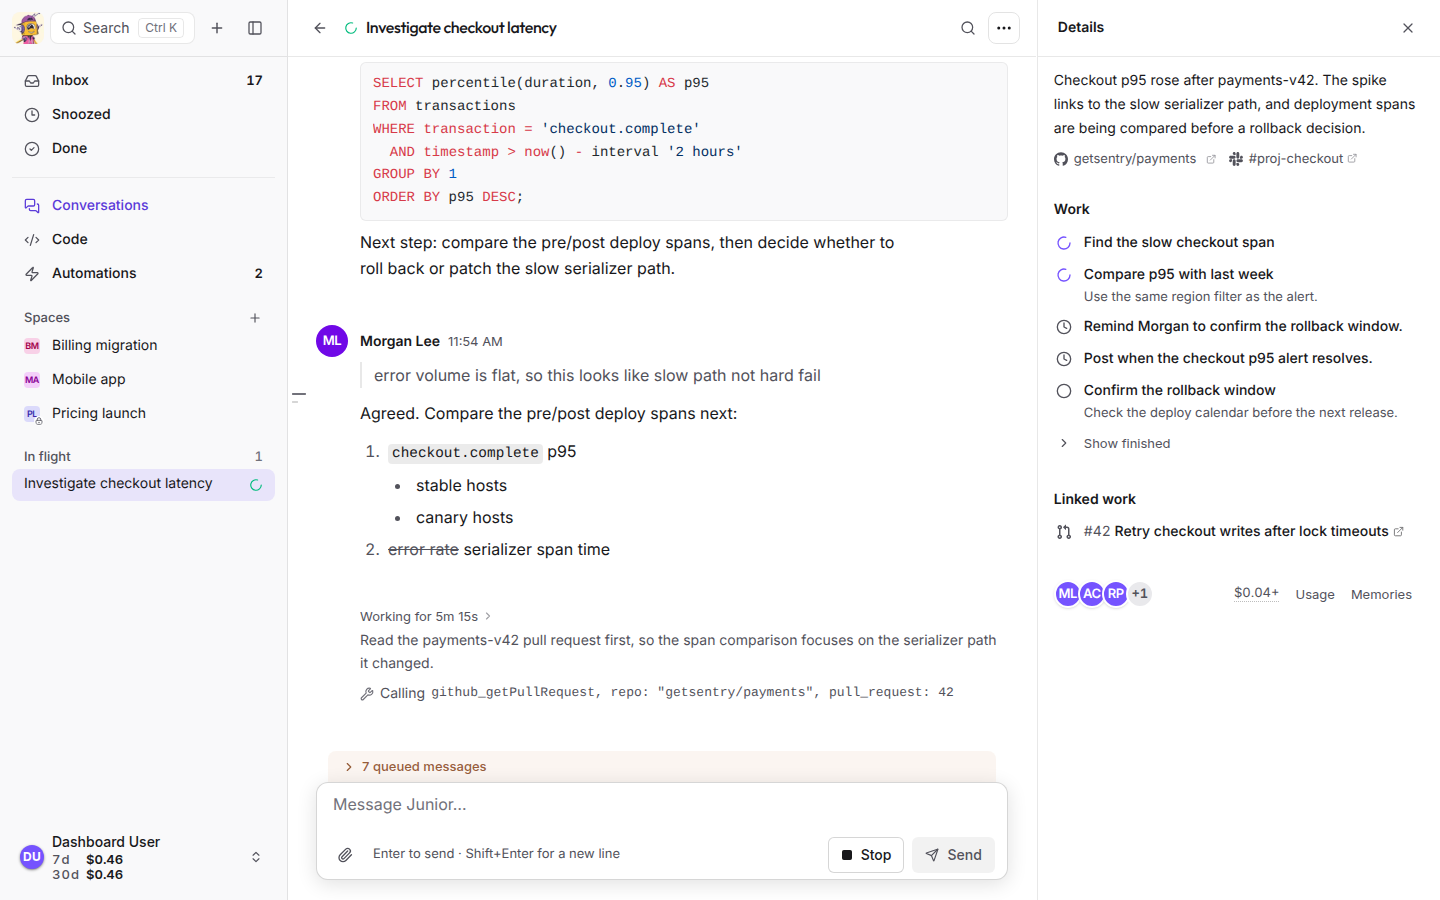 Search Ctrl K
Inbox 17
Snoozed
Done
Conversations
Code
Automations 2
Spaces
BM Billing migration
MA Mobile app
PL Pricing launch
In flight 1
Investigate checkout latency
DU Dashboard User
7d $0.46
30d $0.46
Investigate checkout latency
SELECT percentile(duration, 0.95) AS p95
FROM transactions
WHERE transaction = 'checkout.complete'
AND timestamp > now() - interval '2 hours'
GROUP BY 1
ORDER BY p95 DESC;
Next step: compare the pre/post deploy spans, then decide whether to
roll back or patch the slow serializer path.
ML Morgan Lee 11:54 AM
error volume is flat, so this looks like slow path not hard fail
Agreed. Compare the pre/post deploy spans next:
1. checkout.complete p95
• stable hosts
• canary hosts
2. error rate serializer span time
Working for 5m 15s
Read the payments-v42 pull request first, so the span comparison focuses on the serializer path
it changed.
Calling github_getPullRequest, repo: "getsentry/payments", pull_request: 42
7 queued messages
Message Junior...
Enter to send · Shift+Enter for a new line
Stop
Send
Details
Checkout p95 rose after payments-v42. The spike
links to the slow serializer path, and deployment spans
are being compared before a rollback decision.
getsentry/payments #proj-checkout
Work
Find the slow checkout span
Compare p95 with last week
Use the same region filter as the alert.
Remind Morgan to confirm the rollback window.
Post when the checkout p95 alert resolves.
Confirm the rollback window
Check the deploy calendar before the next release.
Show finished
Linked work
#42 Retry checkout writes after lock timeouts
ML AC RP +1 $0.04+ Usage Memories